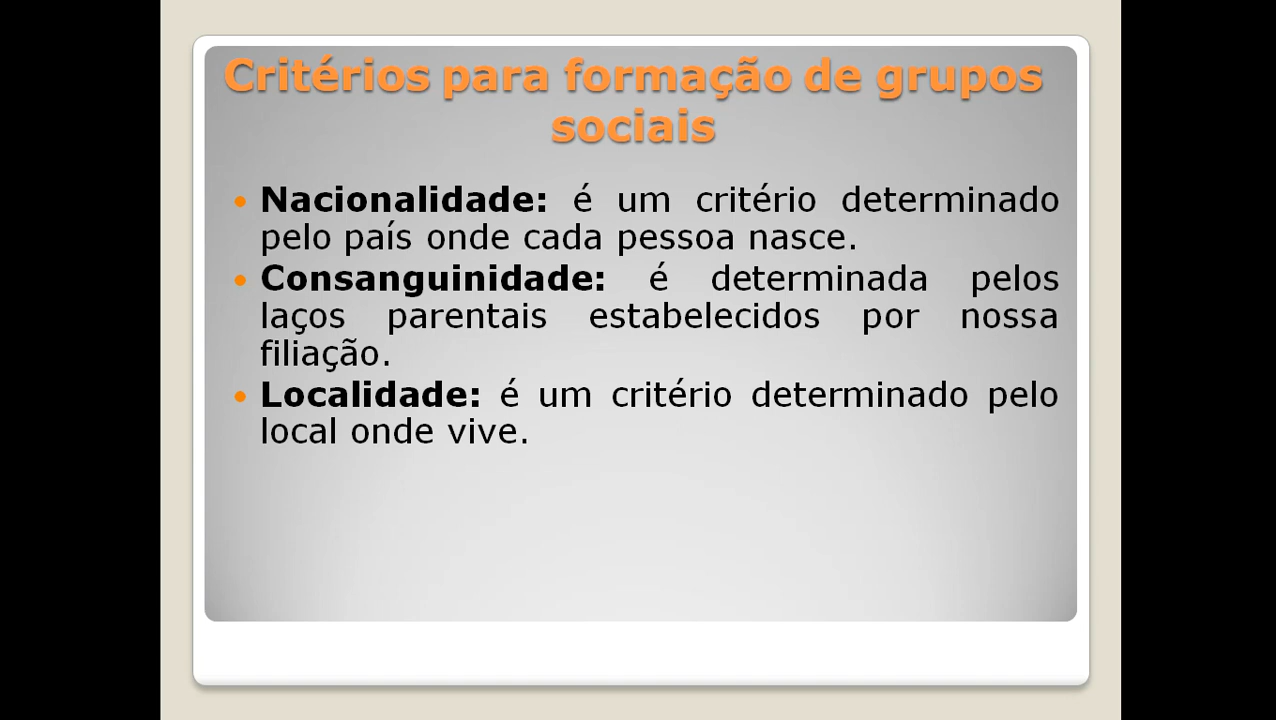 Critérios para formação de grupos
sociais
• Nacionalidade: é um critério determinado
pelo país onde cada pessoa nasce.
• Consanguinidade: é determinada pelos
laços parentais estabelecidos por nossa
filiação.
• Localidade: é um critério determinado pelo
local onde vive.